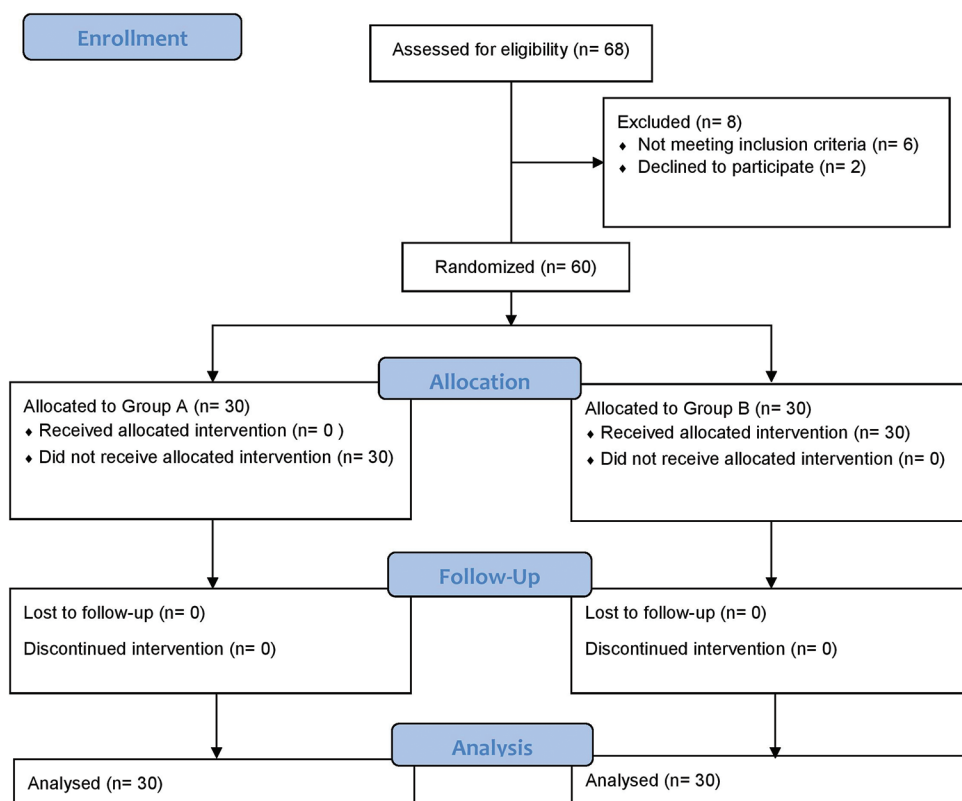 Enrollment
Assessed for eligibility (n= 68)
Excluded (n= 8)
♦ Not meeting inclusion criteria (n= 6)
♦ Declined to participate (n= 2)
Randomized (n= 60)
Allocation
Allocated to Group A (n= 30)
♦ Received allocated intervention (n= 0 )
♦ Did not receive allocated intervention (n= 30)
Allocated to Group B (n= 30)
♦ Received allocated intervention (n= 30)
♦ Did not receive allocated intervention (n= 0)
Follow-Up
Lost to follow-up (n= 0)
Discontinued intervention (n= 0)
Lost to follow-up (n= 0)
Discontinued intervention (n= 0)
Analysis
Analysed (n= 30)
Analysed (n= 30)